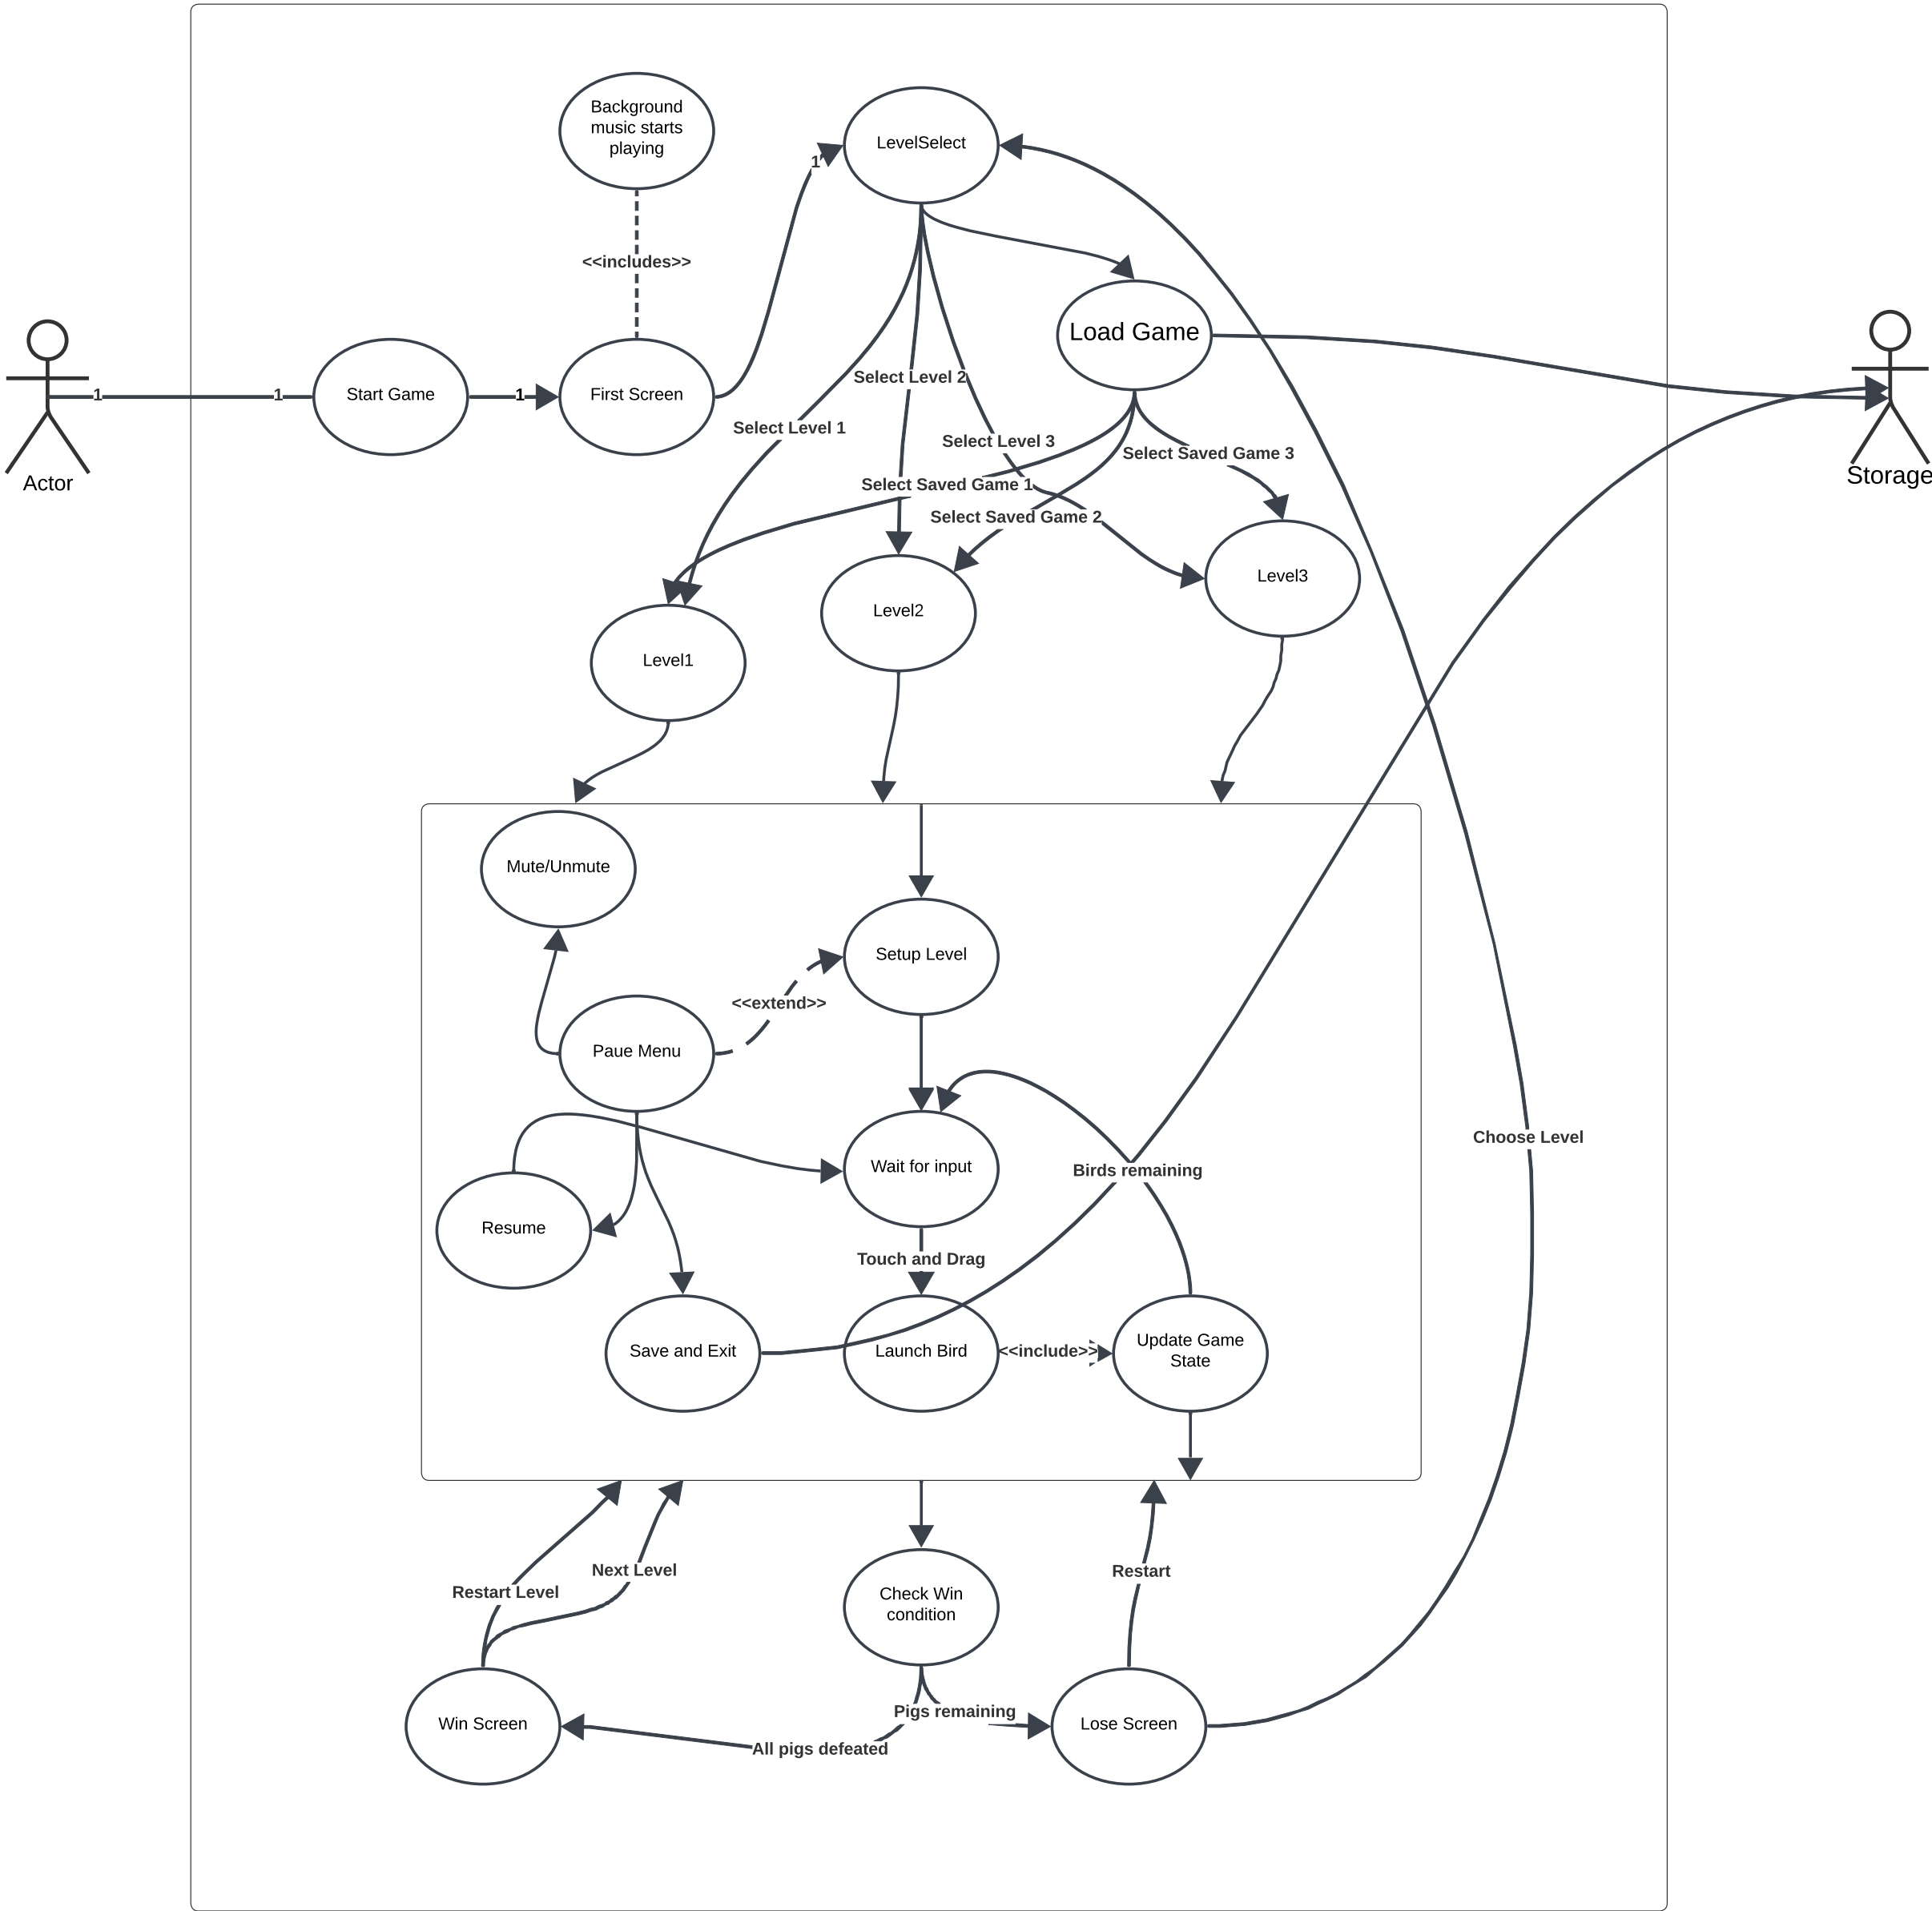 Background
music starts
playing
LevelSelect
1
<<includes>>
Load Game
Start Game
First Screen
1
1
1
Actor
Storage
Select Level 2
Select Level 1
Select Level 3
Select Saved Game 3
Select Saved Game 1
Select Saved Game 2
Level3
Level2
Level1
Mute/Unmute
Setup Level
<<extend>>
Paue Menu
Choose Level
Wait for input
Birds remaining
Resume
Touch and Drag
Save and Exit
Launch Bird
<<include>>
Update Game
State
Next Level
Restart Level
Restart
Check Win
condition
Pigs remaining
Win Screen
Lose Screen
All pigs defeated